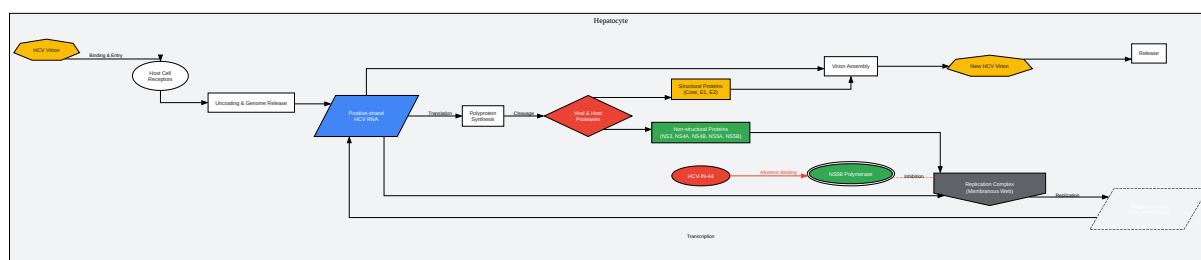 Hepatocyte
HCV Virion
Binding & Entry
Host Cell
Receptors
Uncoating & Genome Release
Positive-strand
HCV RNA
Translation
Polyprotein
Synthesis
Cleavage
Viral & Host
Proteases
Structural Proteins
(Core, E1, E2)
Non-structural Proteins
(NS3, NS4A, NS4B, NS5A, NS5B)
Virion Assembly
New HCV Virion
Release
HCV-IN-44
Allosteric Binding
NS5B Polymerase
Inhibition
Replication Complex
(Membranous Web)
Replication
Transcription